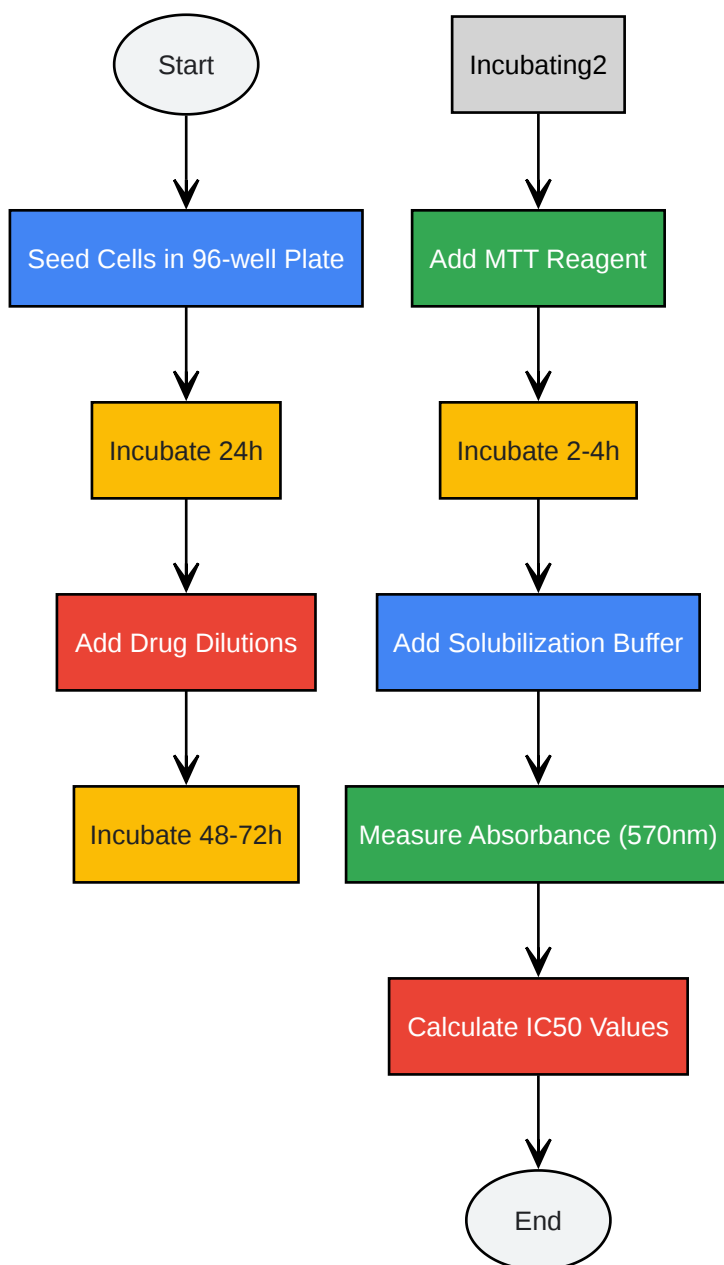 Start
Seed Cells in 96-well Plate
Incubate 24h
Add Drug Dilutions
Incubate 48-72h
Incubating2
Add MTT Reagent
Incubate 2-4h
Add Solubilization Buffer
Measure Absorbance (570nm)
Calculate IC50 Values
End